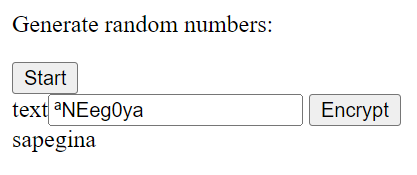 Generate random numbers:
Start
text ªNEeg0ya Encrypt
sapegina